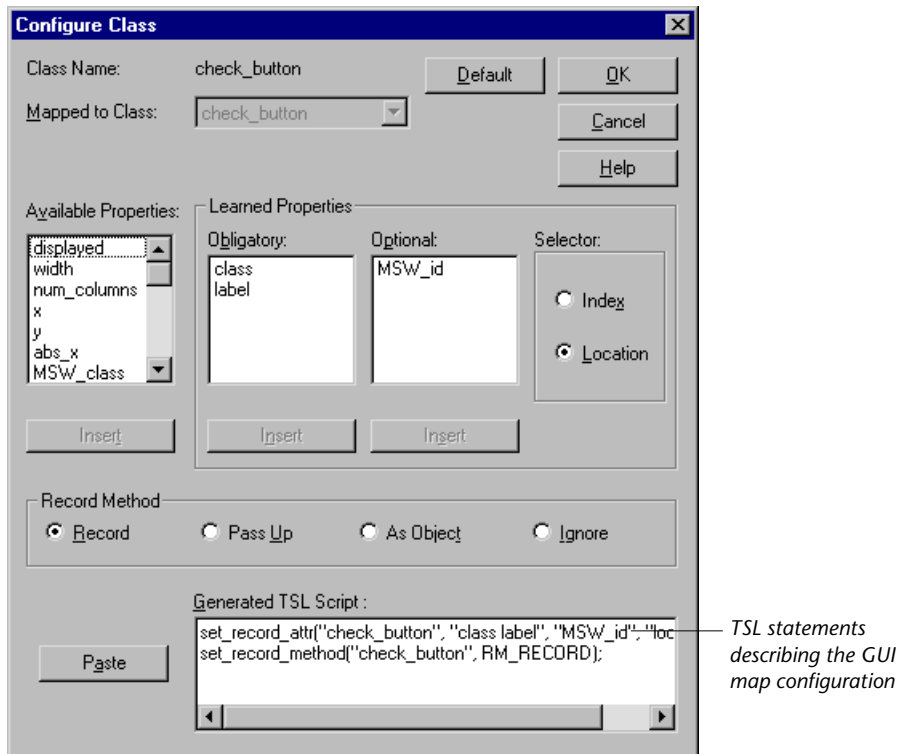 Configure Class
Class Name: check_button
Default
OK
Mapped to Class: check_button
Cancel
Help
Available Properties:
displayed
width
num_columns
x
y
abs_x
MSW_class
Insert
Learned Properties
Obligatory:
class
label
Insert
Optional:
MSW_id
Insert
Selector:
Index
Location
Record Method
Record
Pass Up
As Object
Ignore
Generated TSL Script :
Paste
set_record_attr("check_button", "class label", "MSW_id", "loc
set_record_method("check_button", RM_RECORD);
TSL statements
describing the GUI
map configuration